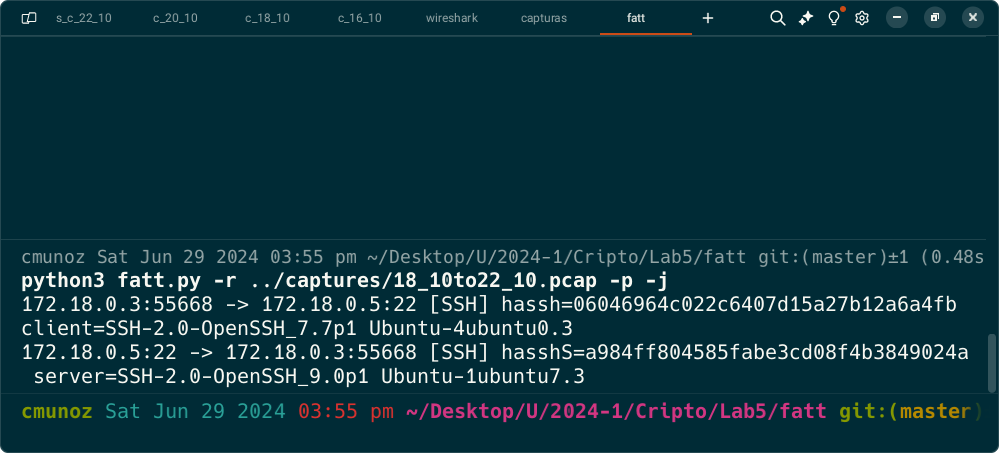 s_c_22_10 c_20_10 c_18_10 c_16_10 wireshark capturas fatt
cmunoz Sat Jun 29 2024 03:55 pm ~/Desktop/U/2024-1/Cripto/Lab5/fatt git:(master)±1 (0.48s
python3 fatt.py -r ../captures/18_10to22_10.pcap -p -j
172.18.0.3:55668 -> 172.18.0.5:22 [SSH] hassh=06046964c022c6407d15a27b12a6a4fb
client=SSH-2.0-OpenSSH_7.7p1 Ubuntu-4ubuntu0.3
172.18.0.5:22 -> 172.18.0.3:55668 [SSH] hasshS=a984ff804585fabe3cd08f4b3849024a
server=SSH-2.0-OpenSSH_9.0p1 Ubuntu-1ubuntu7.3
cmunoz Sat Jun 29 2024 03:55 pm ~/Desktop/U/2024-1/Cripto/Lab5/fatt git:(master)